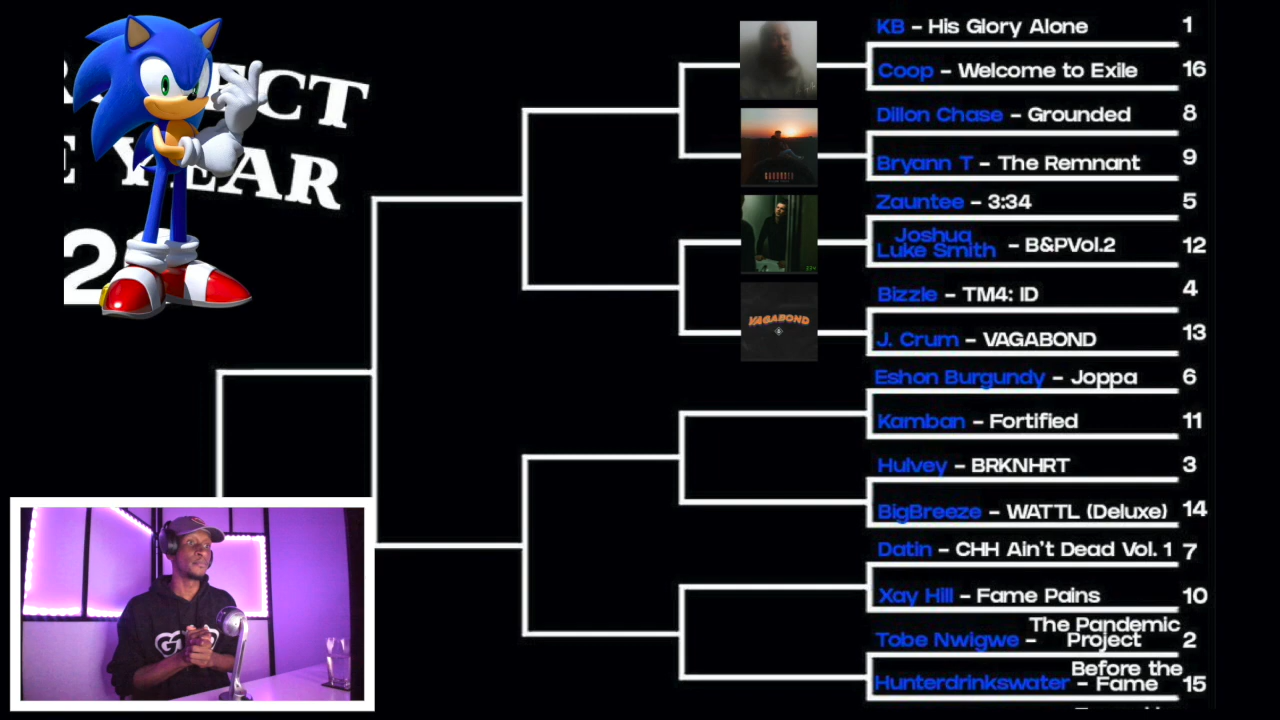 ECT
E YEAR
2
KB – His Glory Alone 1
Coop – Welcome to Exile 16
Dillon Chase – Grounded 8
Bryann T – The Remnant 9
Zauntee – 3:34 5
Joshua
Luke Smith – B&PVol.2 12
Bizzle – TM4: ID 4
J. Crum – VAGABOND 13
VAGABOND
Eshon Burgundy – Joppa 6
Kamban – Fortified 11
Hulvey – BRKNHRT 3
BigBreeze – WATTL (Deluxe) 14
Datin – CHH Ain't Dead Vol. 1 7
Xay Hill – Fame Pains 10
The Pandemic
Tobe Nwigwe – Project 2
Before the
Hunterdrinkswater – Fame 15